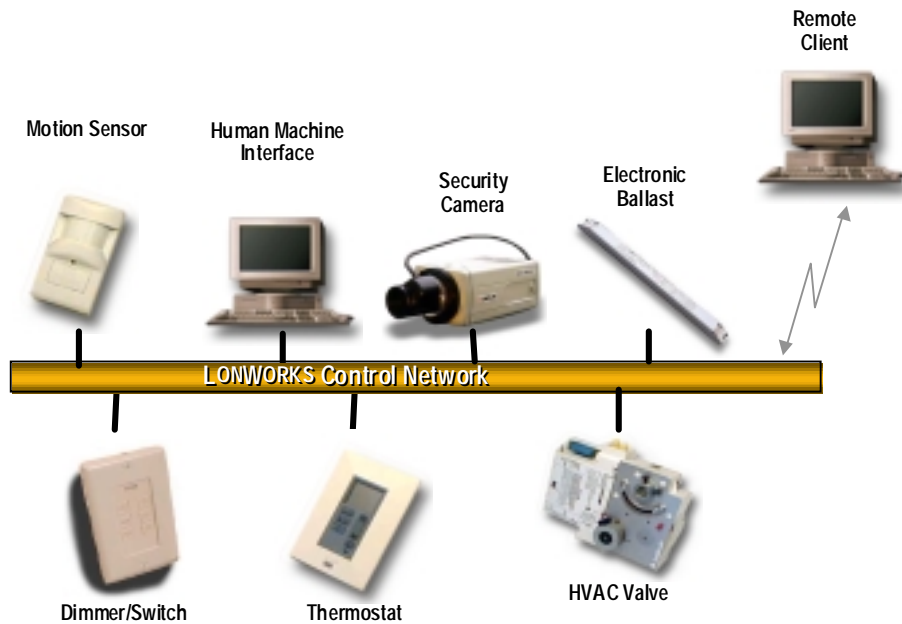 Remote
Client
Motion Sensor
Human Machine
Interface
Security
Camera
Electronic
Ballast
LONWORKS Control Network
Dimmer/Switch
Thermostat
HVAC Valve